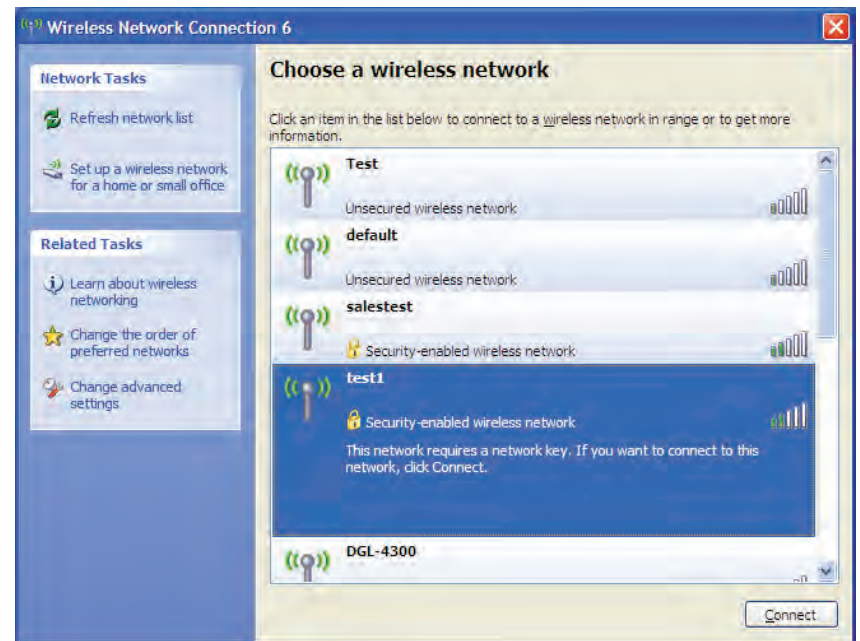 Wireless Network Connection 6
Network Tasks
Refresh network list
Set up a wireless network
for a home or small office
Related Tasks
Learn about wireless
networking
Change the order of
preferred networks
Change advanced
settings
Choose a wireless network
Click an item in the list below to connect to a wireless network in range or to get more
information.
Test
Unsecured wireless network
default
Unsecured wireless network
salestest
Security-enabled wireless network
test1
Security-enabled wireless network
This network requires a network key. If you want to connect to this
network, click Connect.
DGL-4300
Connect